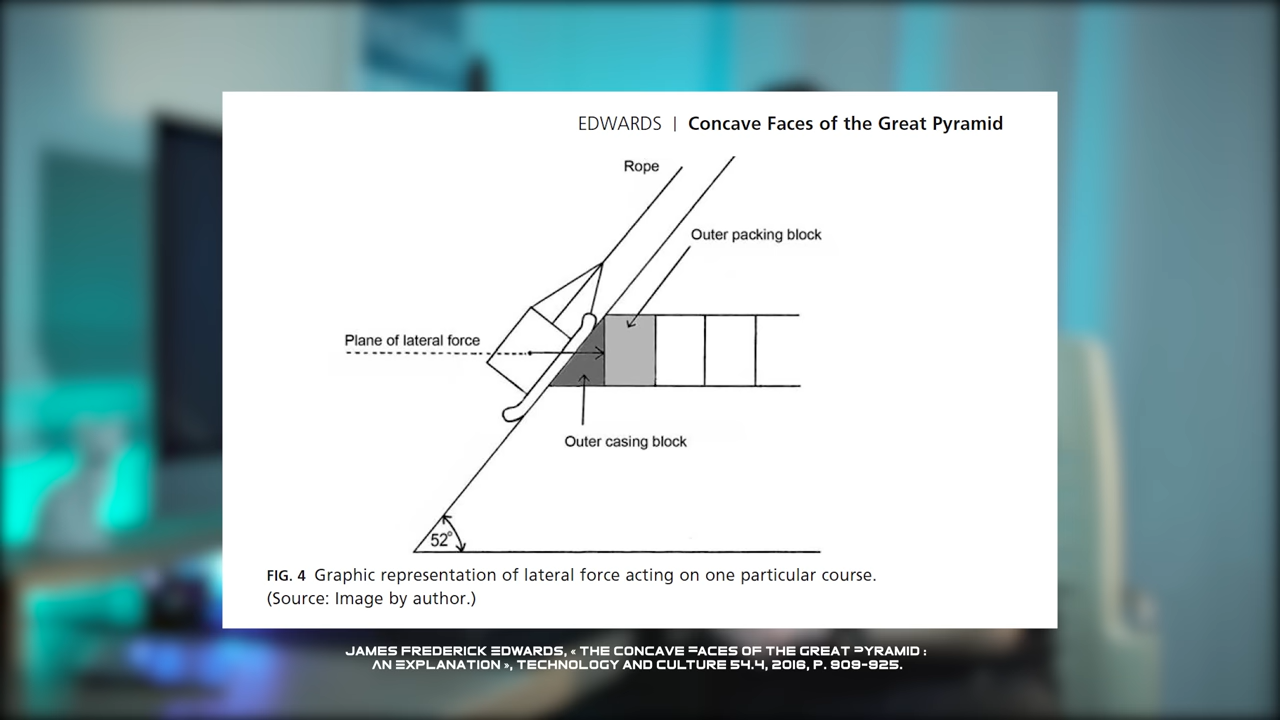 EDWARDS | Concave Faces of the Great Pyramid
Rope
Outer packing block
Plane of lateral force
Outer casing block
52°
FIG. 4 Graphic representation of lateral force acting on one particular course.
(Source: Image by author.)
JAMES FREDERICK EDWARDS, « THE CONCAVE FACES OF THE GREAT PYRAMID :
AN EXPLANATION », TECHNOLOGY AND CULTURE 54.4, 2016, P. 909-925.